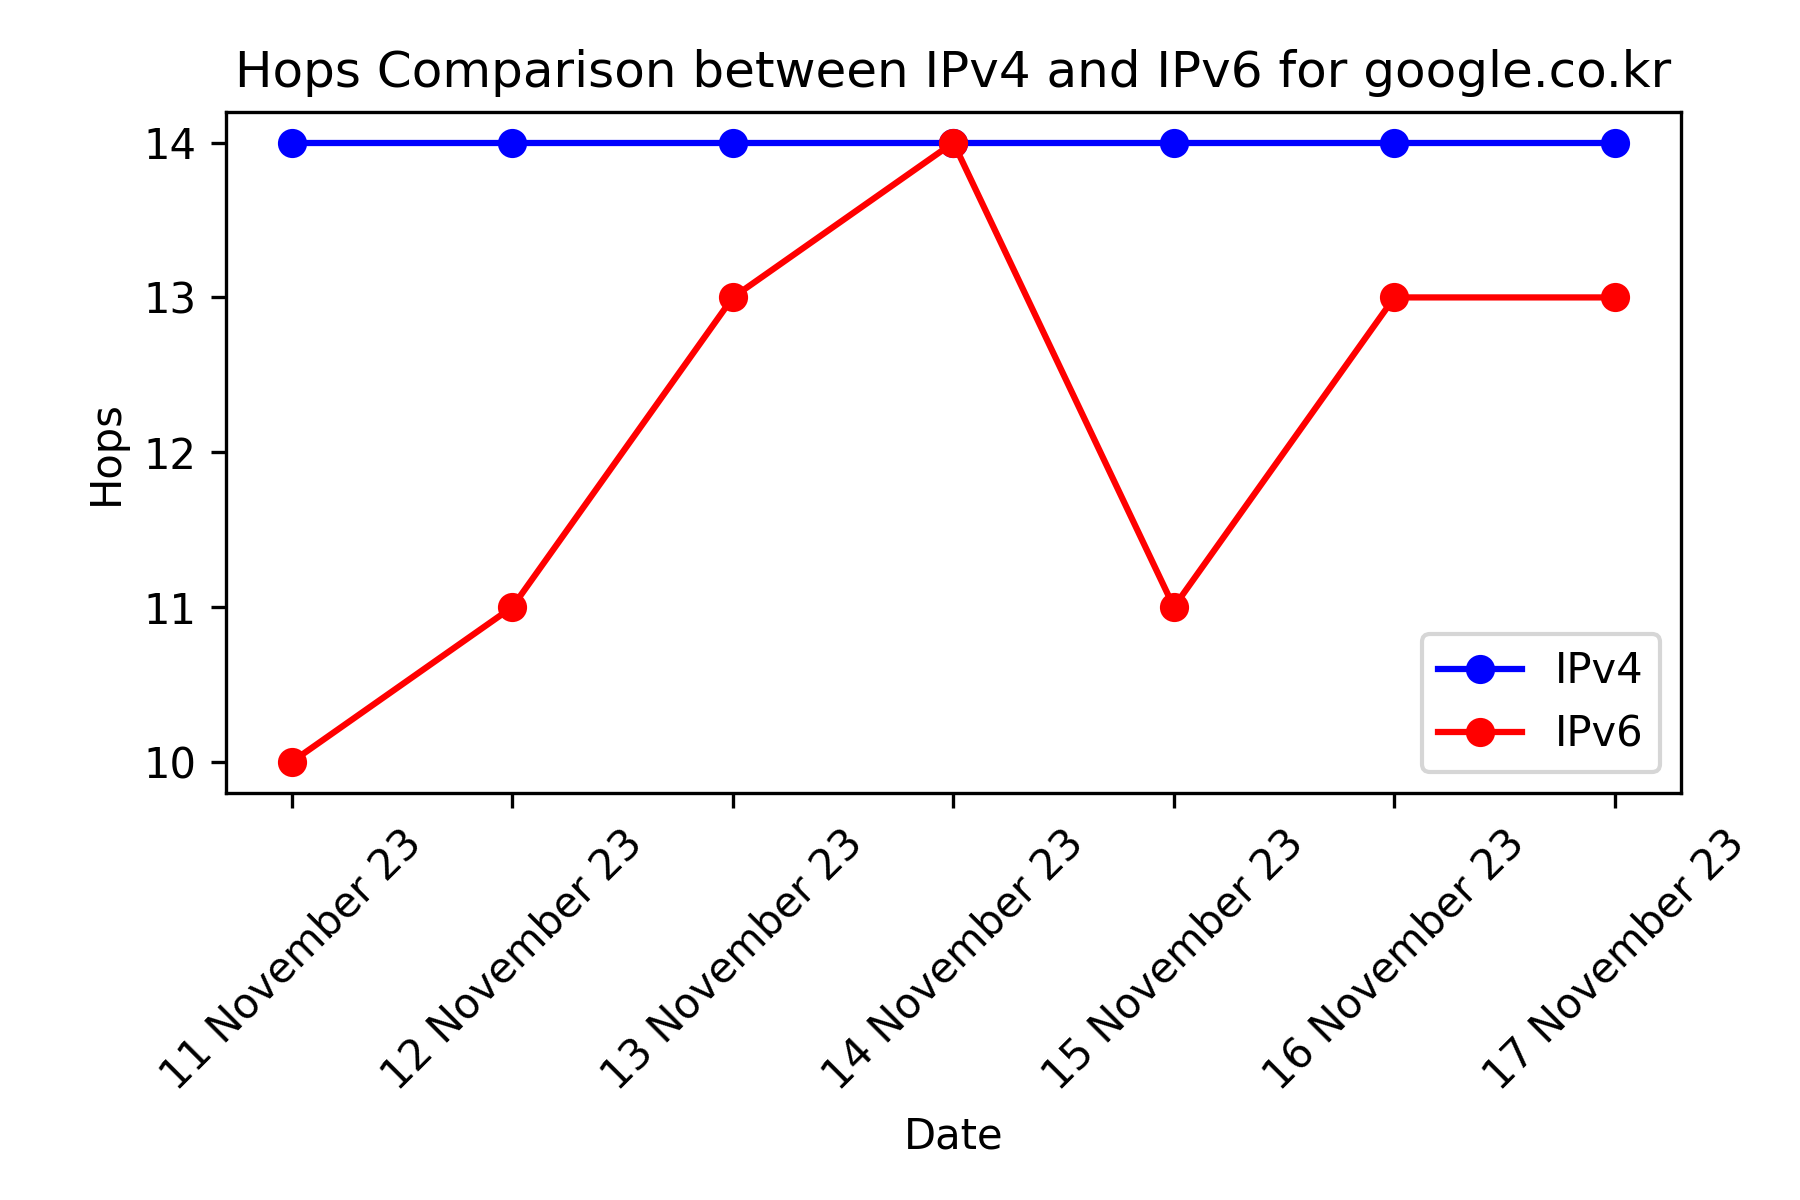 Hops Comparison between IPv4 and IPv6 for google.co.kr
14
13
12
11
10
Hops
IPv4
IPv6
11 November 23
12 November 23
13 November 23
14 November 23
15 November 23
16 November 23
17 November 23
Date